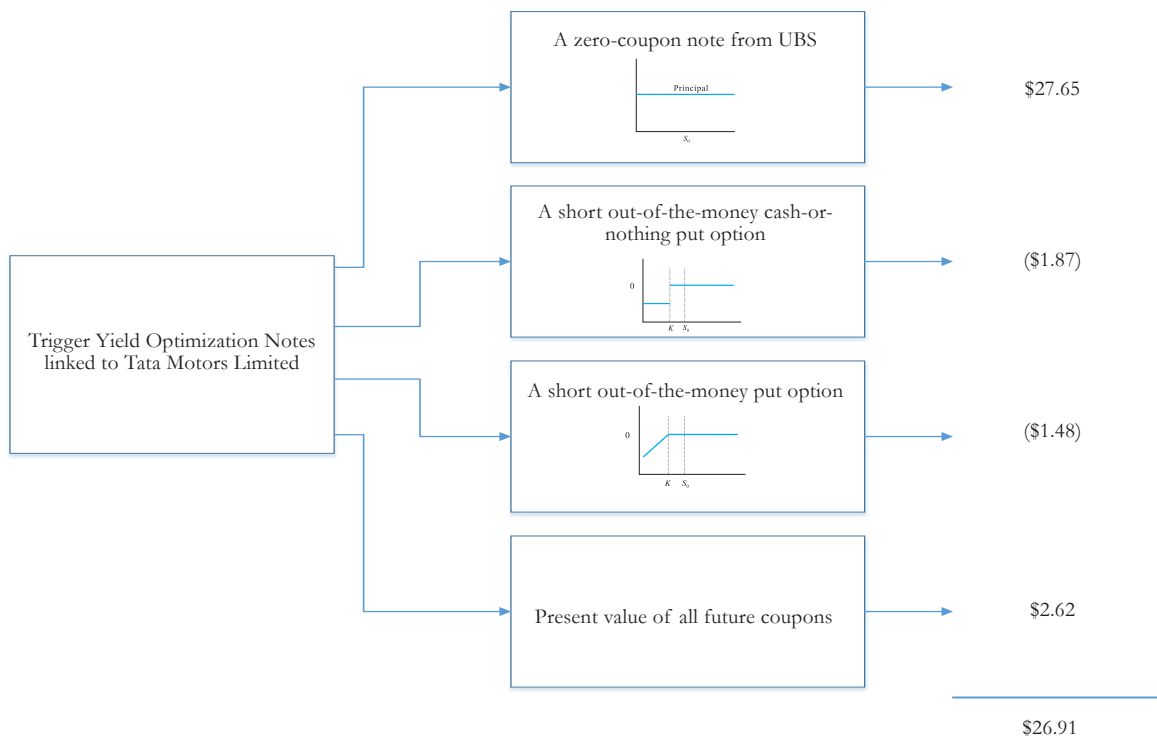 A zero-coupon note from UBS
Principal
S₀
$27.65
A short out-of-the-money cash-or-
nothing put option
0
K
S₀
($1.87)
Trigger Yield Optimization Notes
linked to Tata Motors Limited
A short out-of-the-money put option
0
K
S₀
($1.48)
Present value of all future coupons
$2.62
$26.91